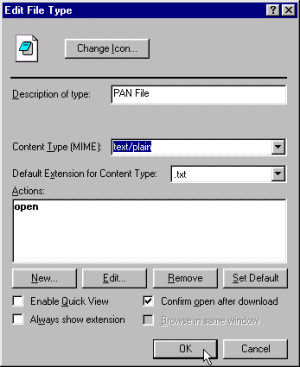 Edit File Type
Change Icon...
Description of type: PAN File
Content Type (MIME): text/plain
Default Extension for Content Type: .txt
Actions:
open
New... Edit... Remove Set Default
Enable Quick View Confirm open after download
Always show extension Browse in same window
OK Cancel